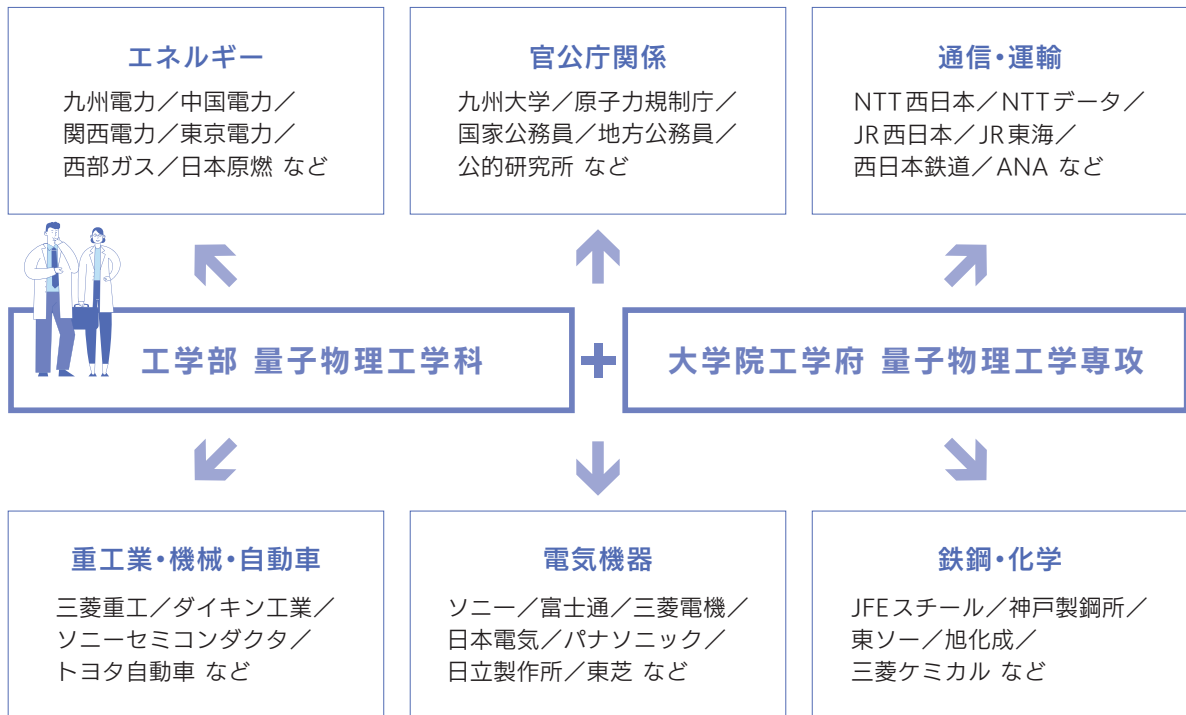 エネルギー
九州電力／中国電力／
関西電力／東京電力／
西部ガス／日本原燃 など
官公庁関係
九州大学／原子力規制庁／
国家公務員／地方公務員／
公的研究所 など
通信・運輸
NTT西日本／NTTデータ／
JR西日本／JR東海／
西日本鉄道／ANA など
工学部 量子物理工学科
+
大学院工学府 量子物理工学専攻
重工業・機械・自動車
三菱重工／ダイキン工業／
ソニーセミコンダクタ／
トヨタ自動車 など
電気機器
ソニー／富士通／三菱電機／
日本電気／パナソニック／
日立製作所／東芝 など
鉄鋼・化学
JFEスチール／神戸製鋼所／
東ソー／旭化成／
三菱ケミカル など